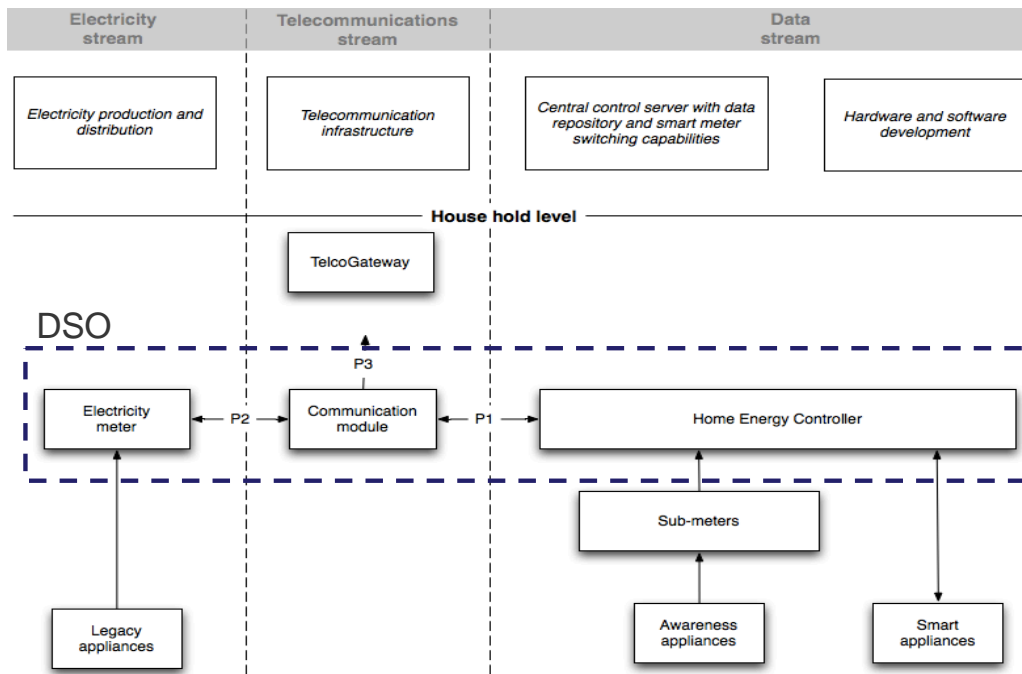 Electricity
stream
Telecommunications
stream
Data
stream
Electricity production and
distribution
Telecommunication
infrastructure
Central control server with data
repository and smart meter
switching capabilities
Hardware and software
development
House hold level
TelcoGateway
DSO
P3
Electricity
meter
P2
Communication
module
P1
Home Energy Controller
Sub-meters
Legacy
appliances
Awareness
appliances
Smart
appliances